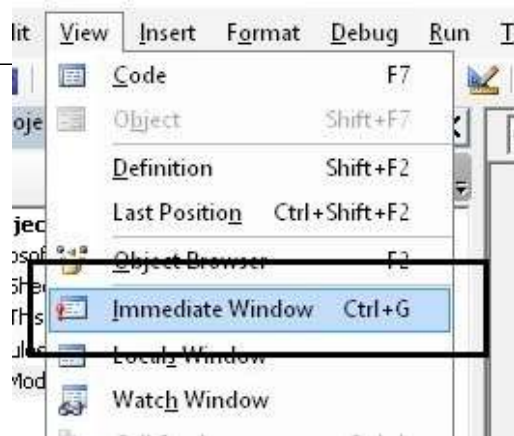 View Insert Format Debug Run
Code F7
Object Shift+F7
Definition Shift+F2
Last Position Ctrl+Shift+F2
Object Browser F2
Immediate Window Ctrl+G
Locals Window
Watch Window